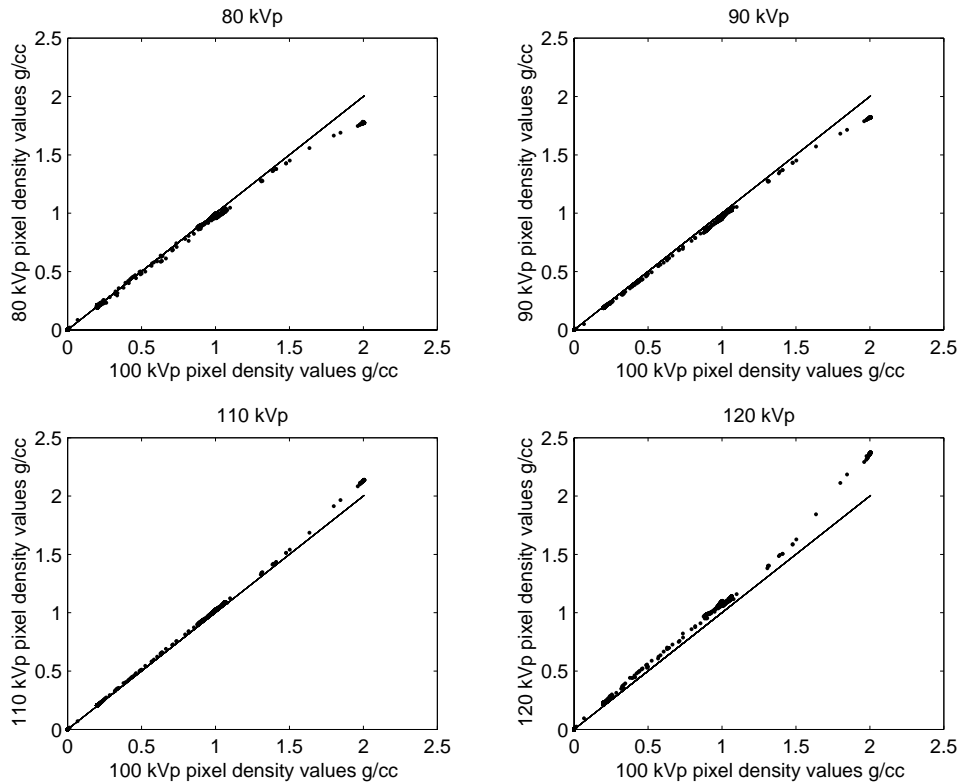 80 kVp
2.5
2
1.5
1
0.5
0
80 kVp pixel density values g/cc
0 0.5 1 1.5 2 2.5
100 kVp pixel density values g/cc
90 kVp
2.5
2
1.5
1
0.5
0
90 kVp pixel density values g/cc
0 0.5 1 1.5 2 2.5
100 kVp pixel density values g/cc
110 kVp
2.5
2
1.5
1
0.5
0
110 kVp pixel density values g/cc
0 0.5 1 1.5 2 2.5
100 kVp pixel density values g/cc
120 kVp
2.5
2
1.5
1
0.5
0
120 kVp pixel density values g/cc
0 0.5 1 1.5 2 2.5
100 kVp pixel density values g/cc